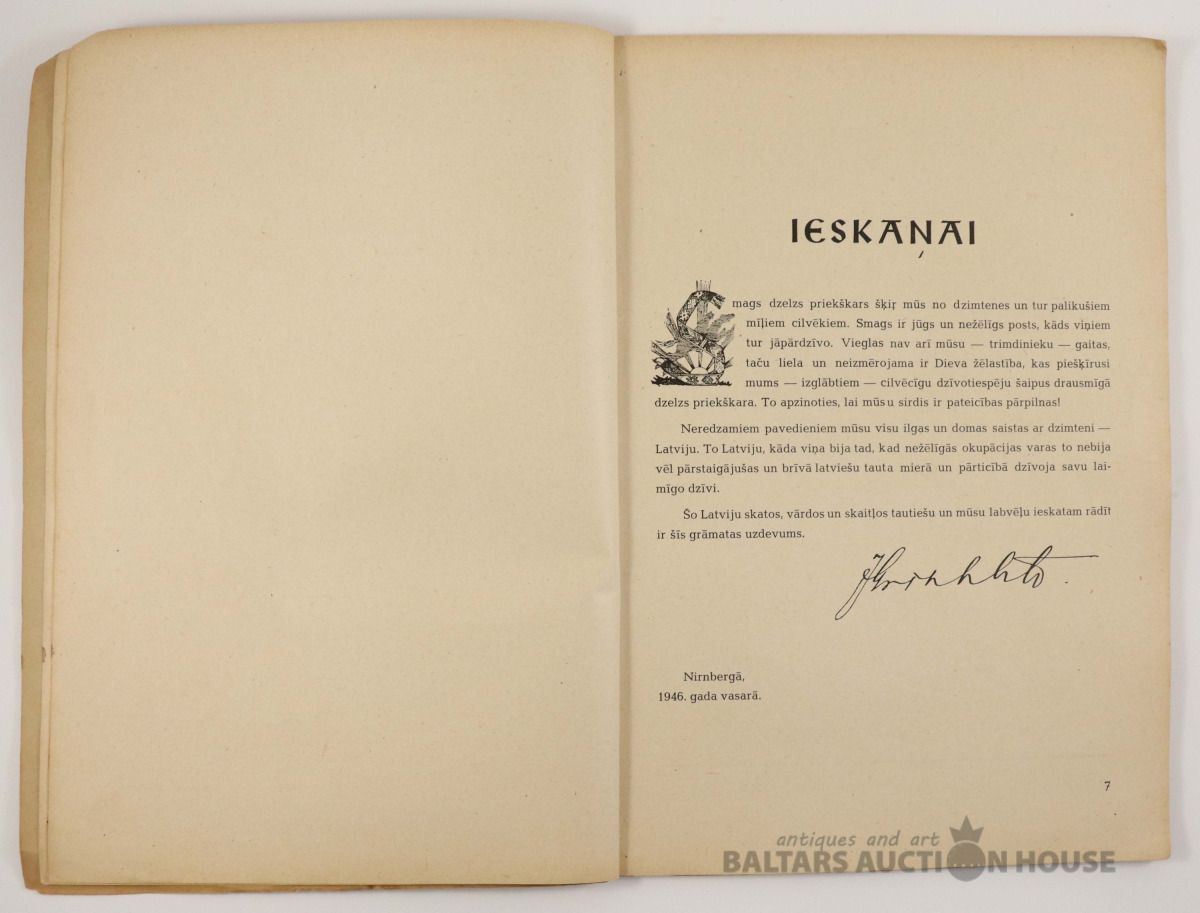 IESKAŅAI
Smags dzelzs priekškars šķir mūs no dzimtenes un tur palikušiem
mīļiem cilvēkiem. Smags ir jūgs un nežēlīgs posts, kāds viņiem
tur jāpārdzīvo. Vieglas nav arī mūsu — trimdinieku — gaitas,
taču liela un neizmērojama ir Dieva žēlastība, kas piešķīrusi
mums — izglābtiem — cilvēcīgu dzīvotiespēju šaipus drausmīgā
dzelzs priekškara. To apzinoties, lai mūsu sirdis ir pateicības pārpilnas!
Neredzamiem pavedieniem mūsu visu ilgas un domas saistas ar dzimteni —
Latviju. To Latviju, kāda viņa bija tad, kad nežēlīgās okupācijas varas to nebija
vēl pārstaigājušas un brīvā latviešu tauta mierā un pārticībā dzīvoja savu lai-
mīgo dzīvi.
Šo Latviju skatos, vārdos un skaitļos tautiešu un mūsu labvēļu ieskatam rādīt
ir šīs grāmatas uzdevums.
Nirnbergā,
1946. gada vasarā.
7
antiques and art
BALTARS AUCTION HOUSE